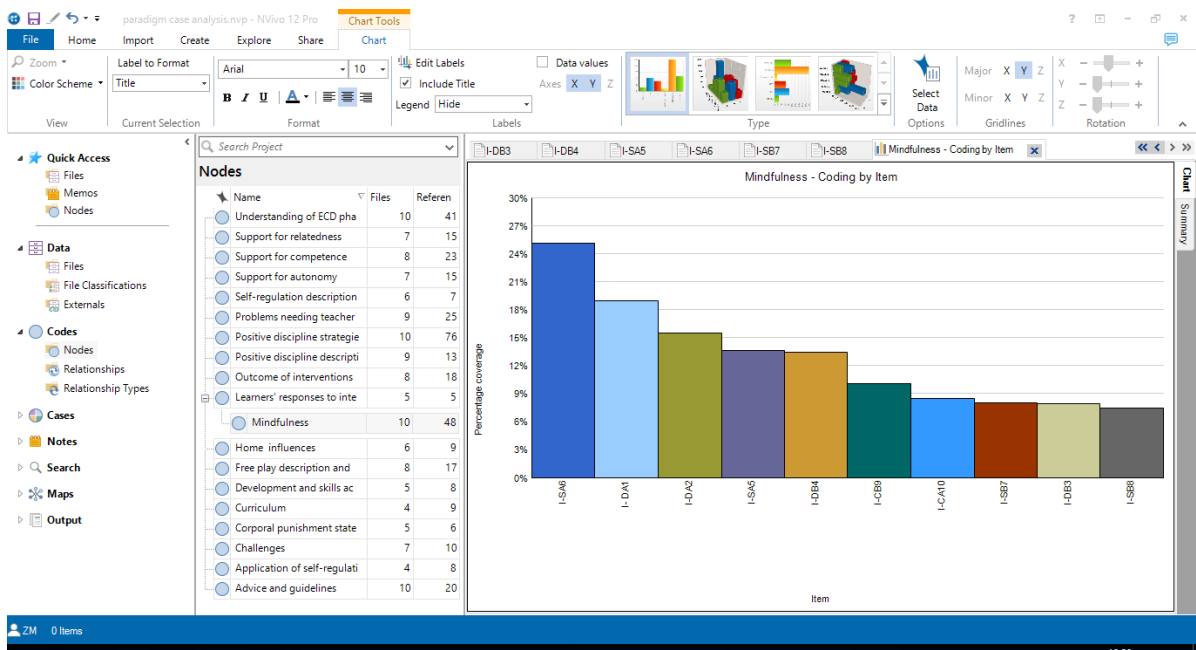 paradigm case analysis.nvp - NVivo 12 Pro
Chart Tools
File Home Import Create Explore Share Chart
Zoom
Color Scheme
View
Label to Format
Title
Current Selection
Arial 10
B I U A
Format
Edit Labels
Include Title
Legend Hide
Data values
Axes X Y Z
Labels
Type
Select Data
Options
Major X Y Z
Minor X Y Z
Gridlines
X - +
Y - +
Z - +
Rotation
Quick Access
Files
Memos
Nodes
Data
Files
File Classifications
Externals
Codes
Nodes
Relationships
Relationship Types
Cases
Notes
Search
Maps
Output
Search Project
Nodes
Name Files Referen
Understanding of ECD pha 10 41
Support for relatedness 7 15
Support for competence 8 23
Support for autonomy 7 15
Self-regulation description 6 7
Problems needing teacher 9 25
Positive discipline strategie 10 76
Positive discipline descripti 9 13
Outcome of interventions 8 18
Learners' responses to inte 5 5
Mindfulness 10 48
Home influences 6 9
Free play description and 8 17
Development and skills ac 5 8
Curriculum 4 9
Corporal punishment state 5 6
Challenges 7 10
Application of self-regulati 4 8
Advice and guidelines 10 20
I-DB3 I-DB4 I-SA5 I-SA6 I-SB7 I-SB8 Mindfulness - Coding by Item
Mindfulness - Coding by Item
30%
27%
24%
21%
18%
15%
12%
9%
6%
3%
0%
Percentage coverage
I-SA6 I- DA1 I-DA2 I-SA5 I-DB4 I-CB9 I-CA10 I-SB7 I-DB3 I-SB8
Item
Chart
Summary
ZM 0 Items